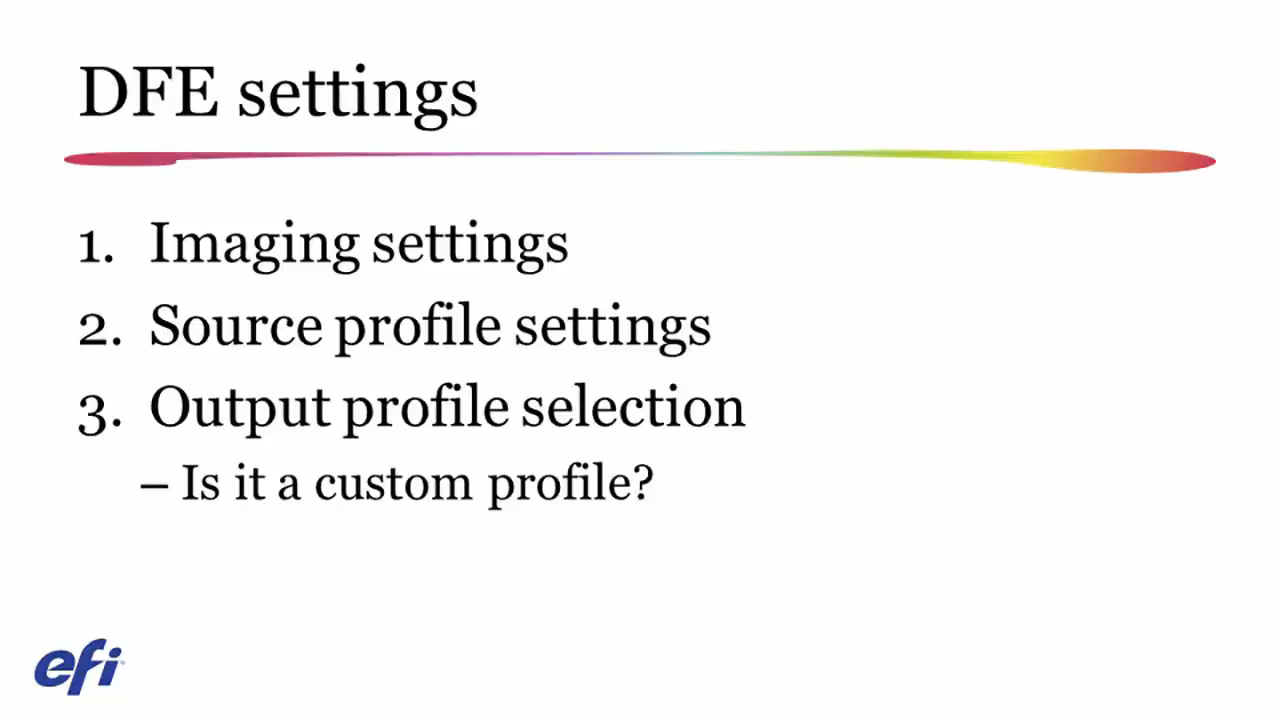 DFE settings
1. Imaging settings
2. Source profile settings
3. Output profile selection
– Is it a custom profile?
efi